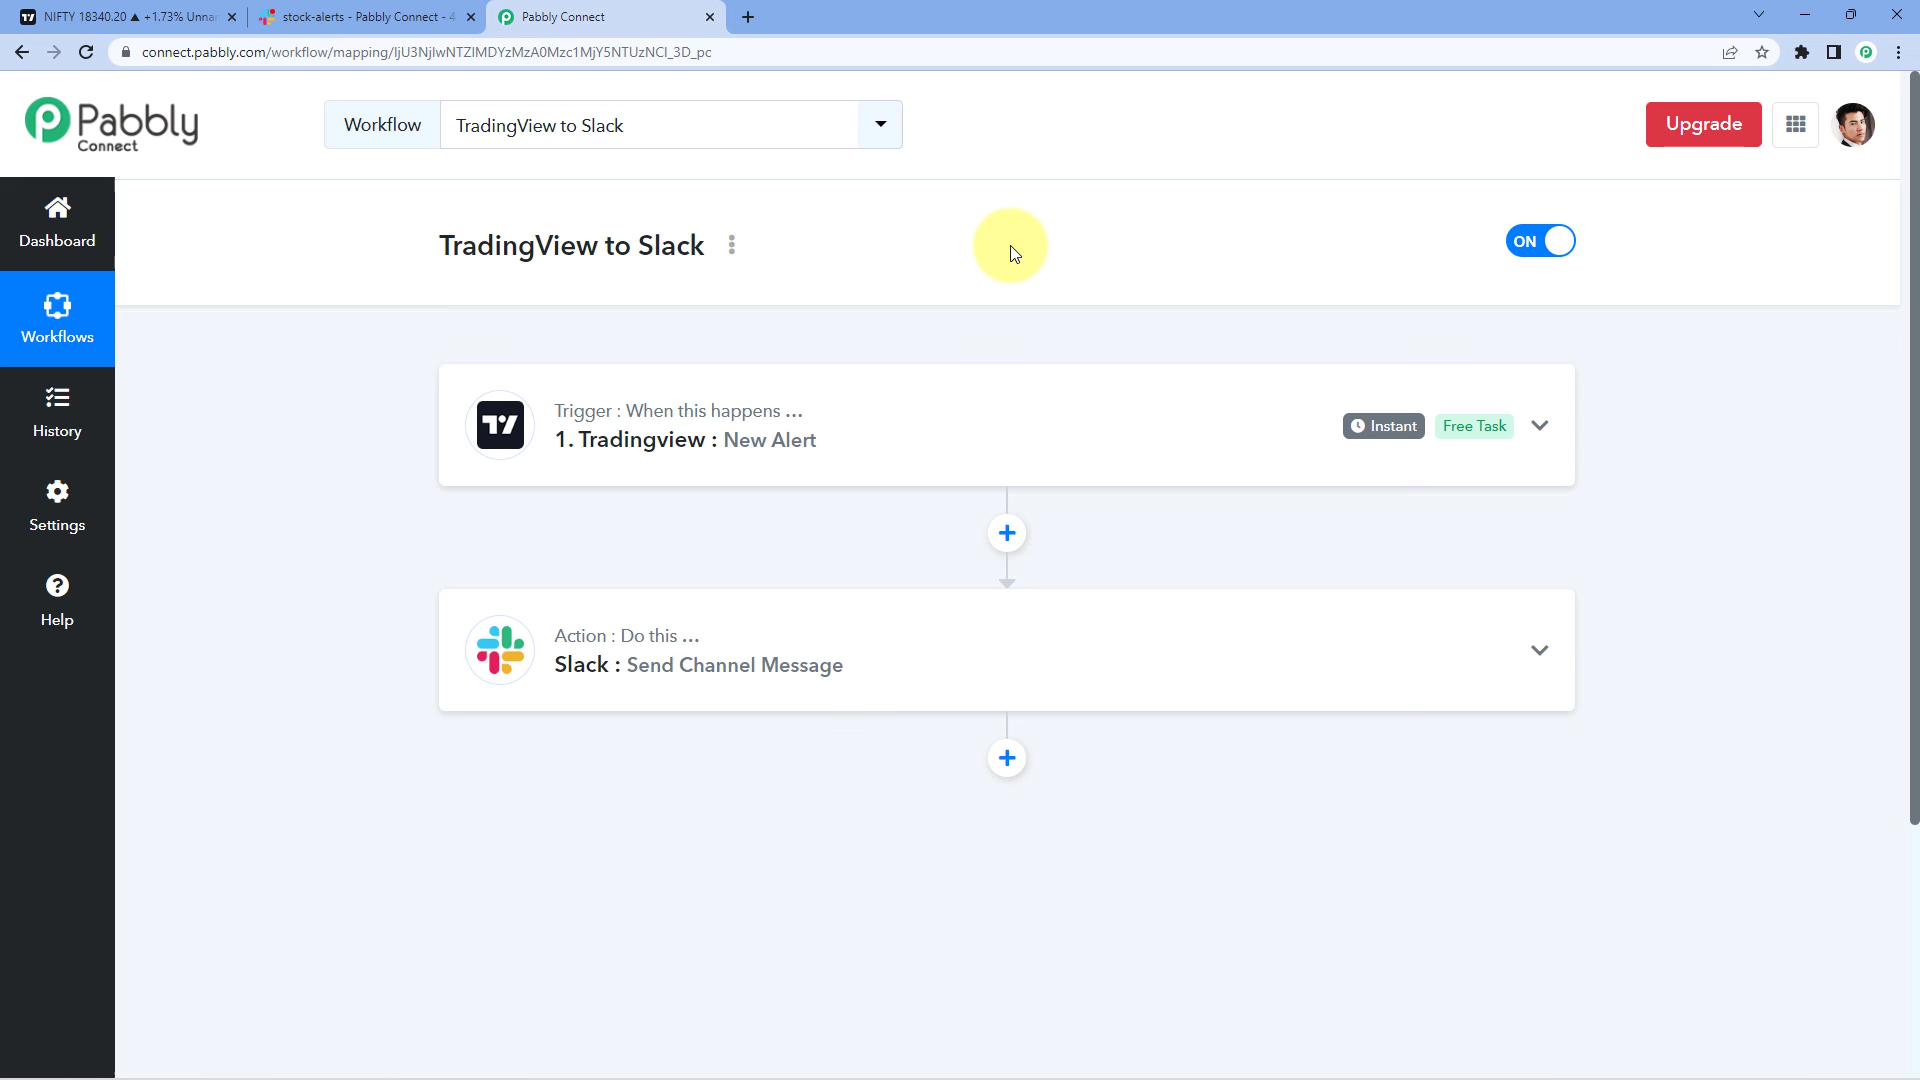 NIFTY 18340.20 ▲ +1.73% Unna
stock-alerts - Pabbly Connect - 4
Pabbly Connect
connect.pabbly.com/workflow/mapping/IjU3NjIwNTZlMDYzMzA0Mzc1MjY5NTUzNCI_3D_pc
Pabbly
Connect
Workflow
TradingView to Slack
Upgrade
Dashboard
Workflows
History
Settings
Help
TradingView to Slack
ON
Trigger : When this happens ...
1. Tradingview : New Alert
Instant
Free Task
Action : Do this ...
Slack : Send Channel Message